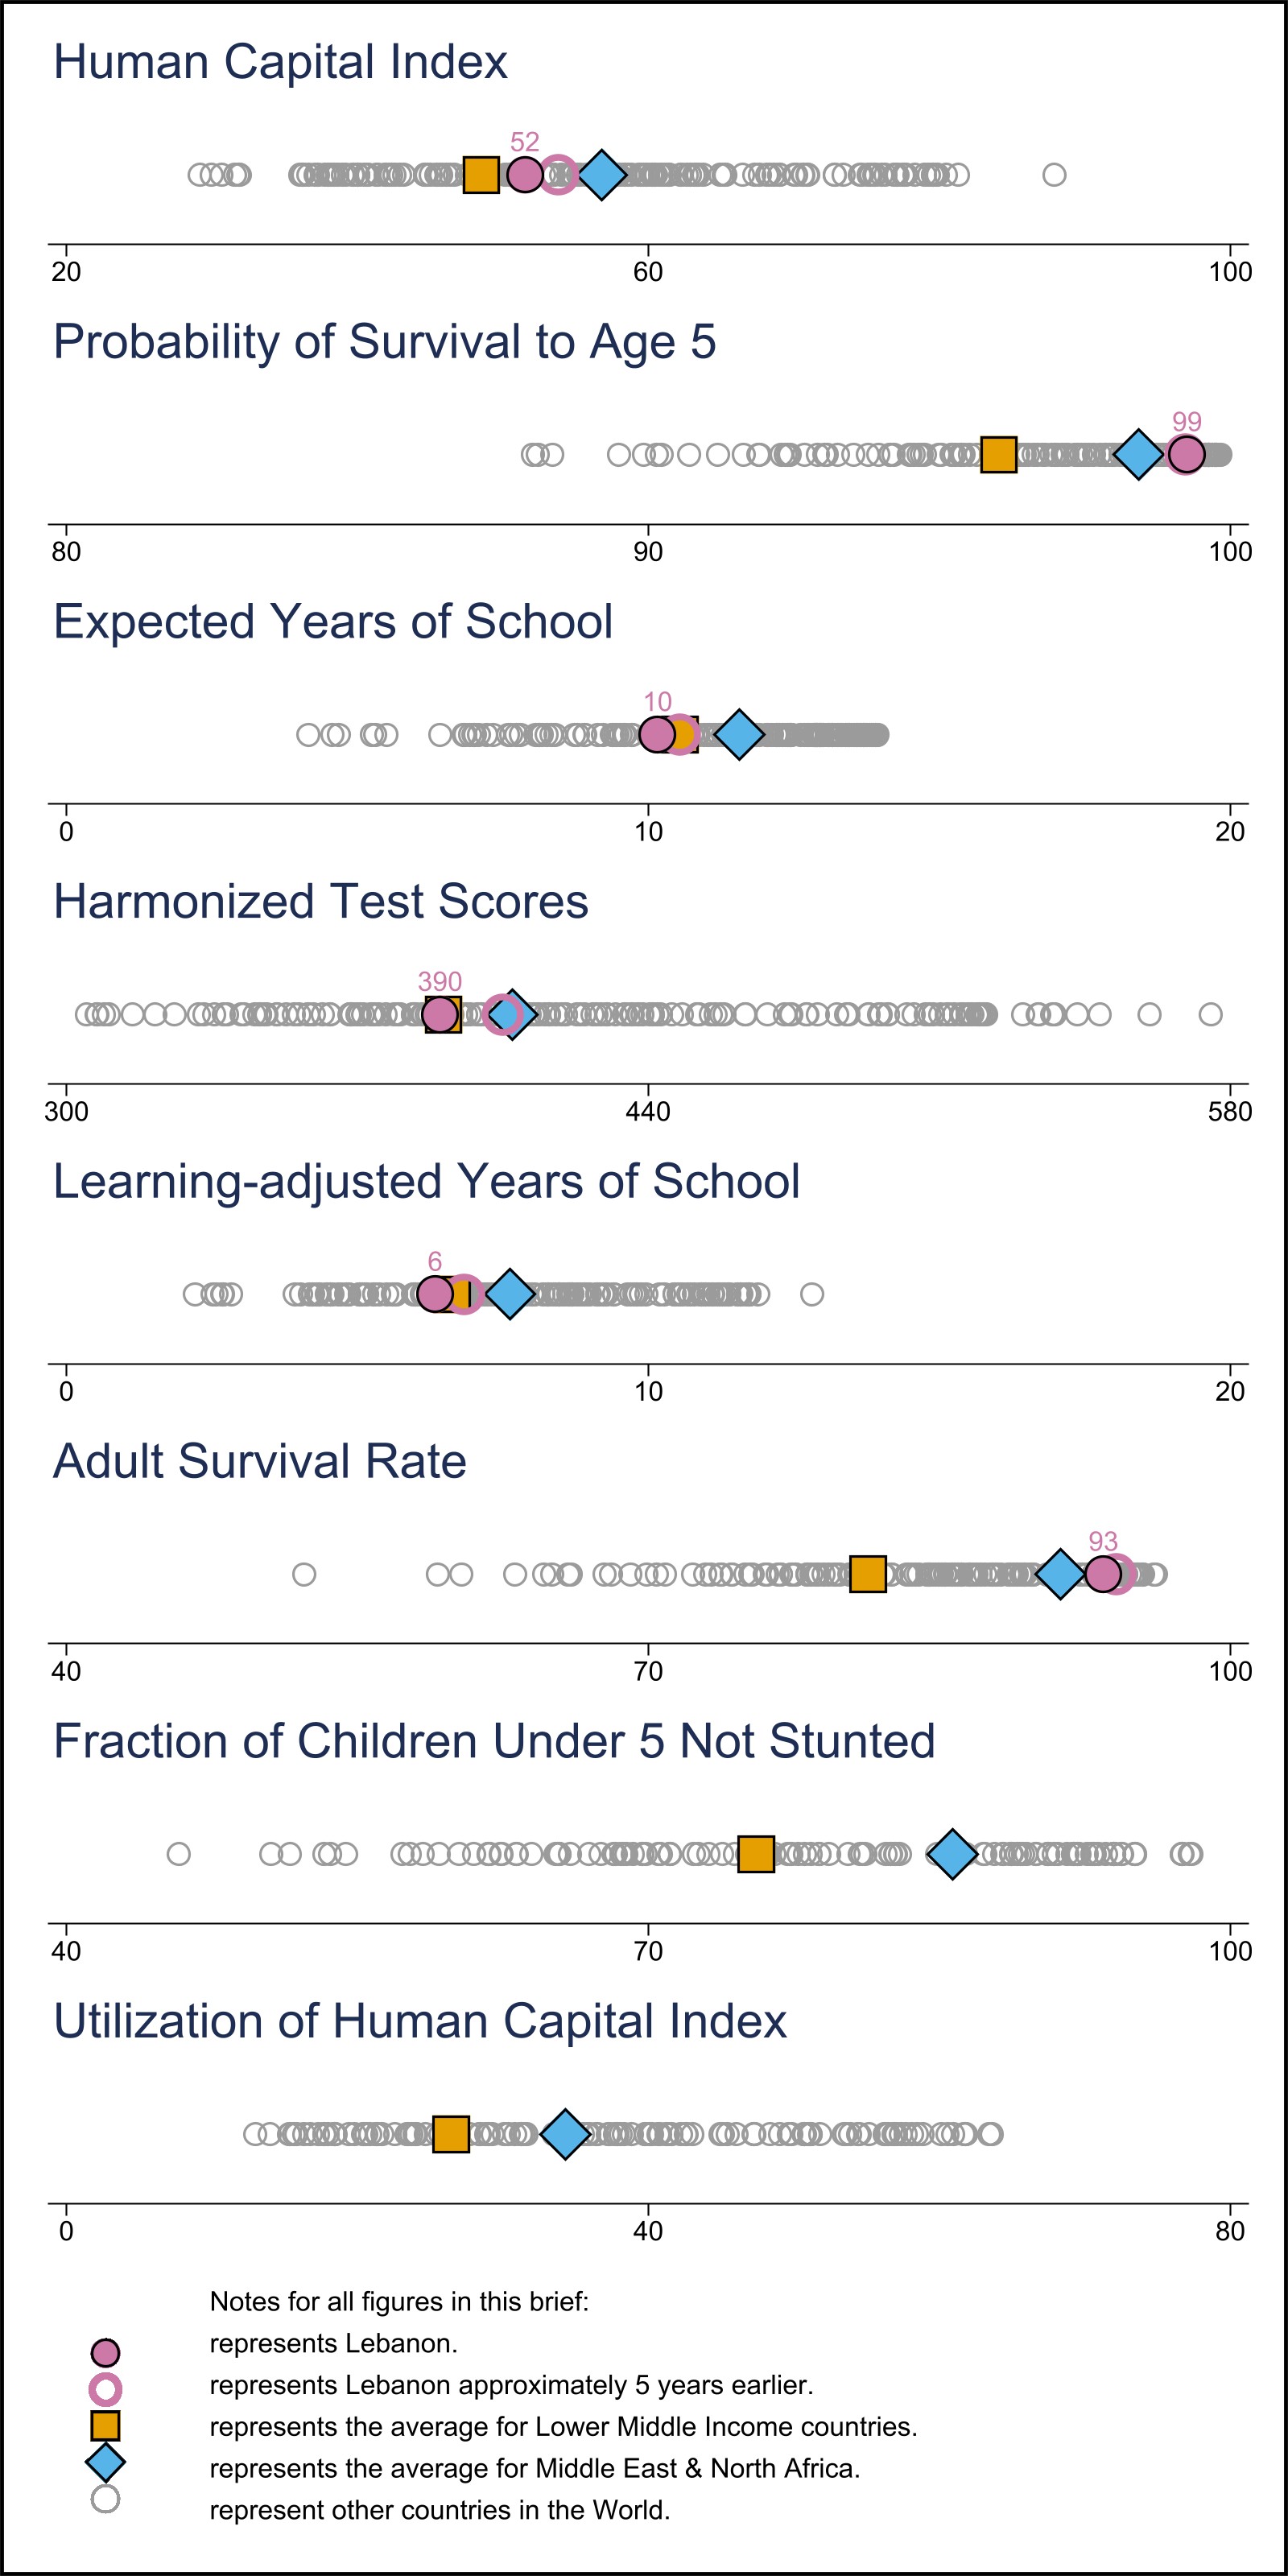 Human Capital Index
52
20 60 100
Probability of Survival to Age 5
99
80 90 100
Expected Years of School
10
0 10 20
Harmonized Test Scores
390
300 440 580
Learning-adjusted Years of School
6
0 10 20
Adult Survival Rate
93
40 70 100
Fraction of Children Under 5 Not Stunted
40 70 100
Utilization of Human Capital Index
0 40 80
Notes for all figures in this brief:
represents Lebanon.
represents Lebanon approximately 5 years earlier.
represents the average for Lower Middle Income countries.
represents the average for Middle East & North Africa.
represent other countries in the World.